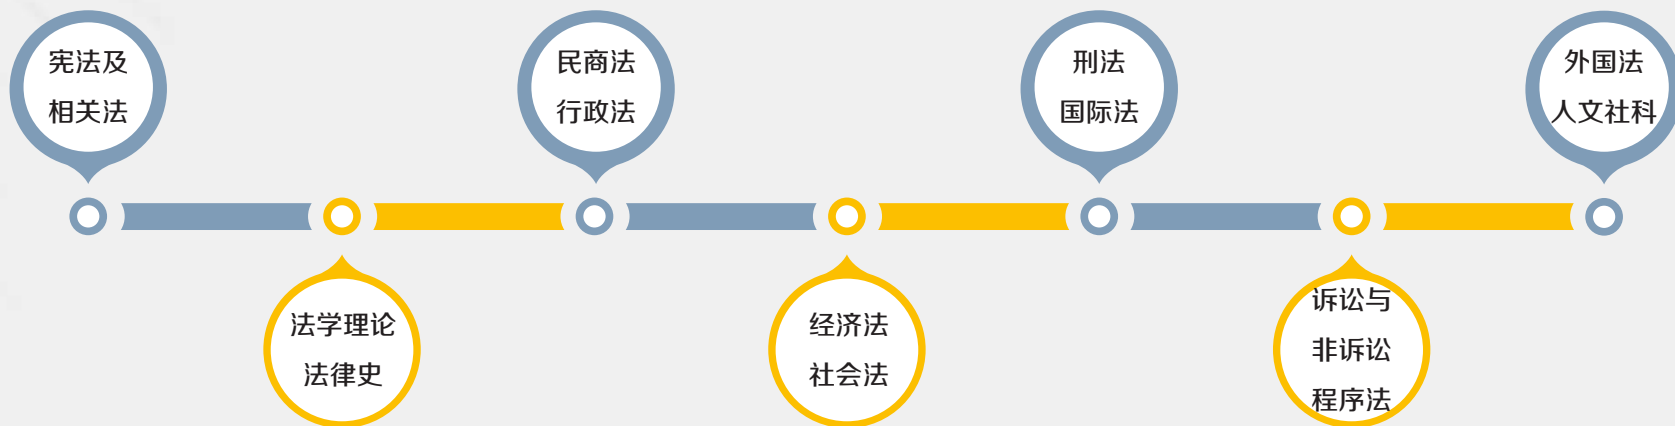 宪法及
相关法
法学理论
法律史
民商法
行政法
经济法
社会法
刑法
国际法
诉讼与
非诉讼
程序法
外国法
人文社科